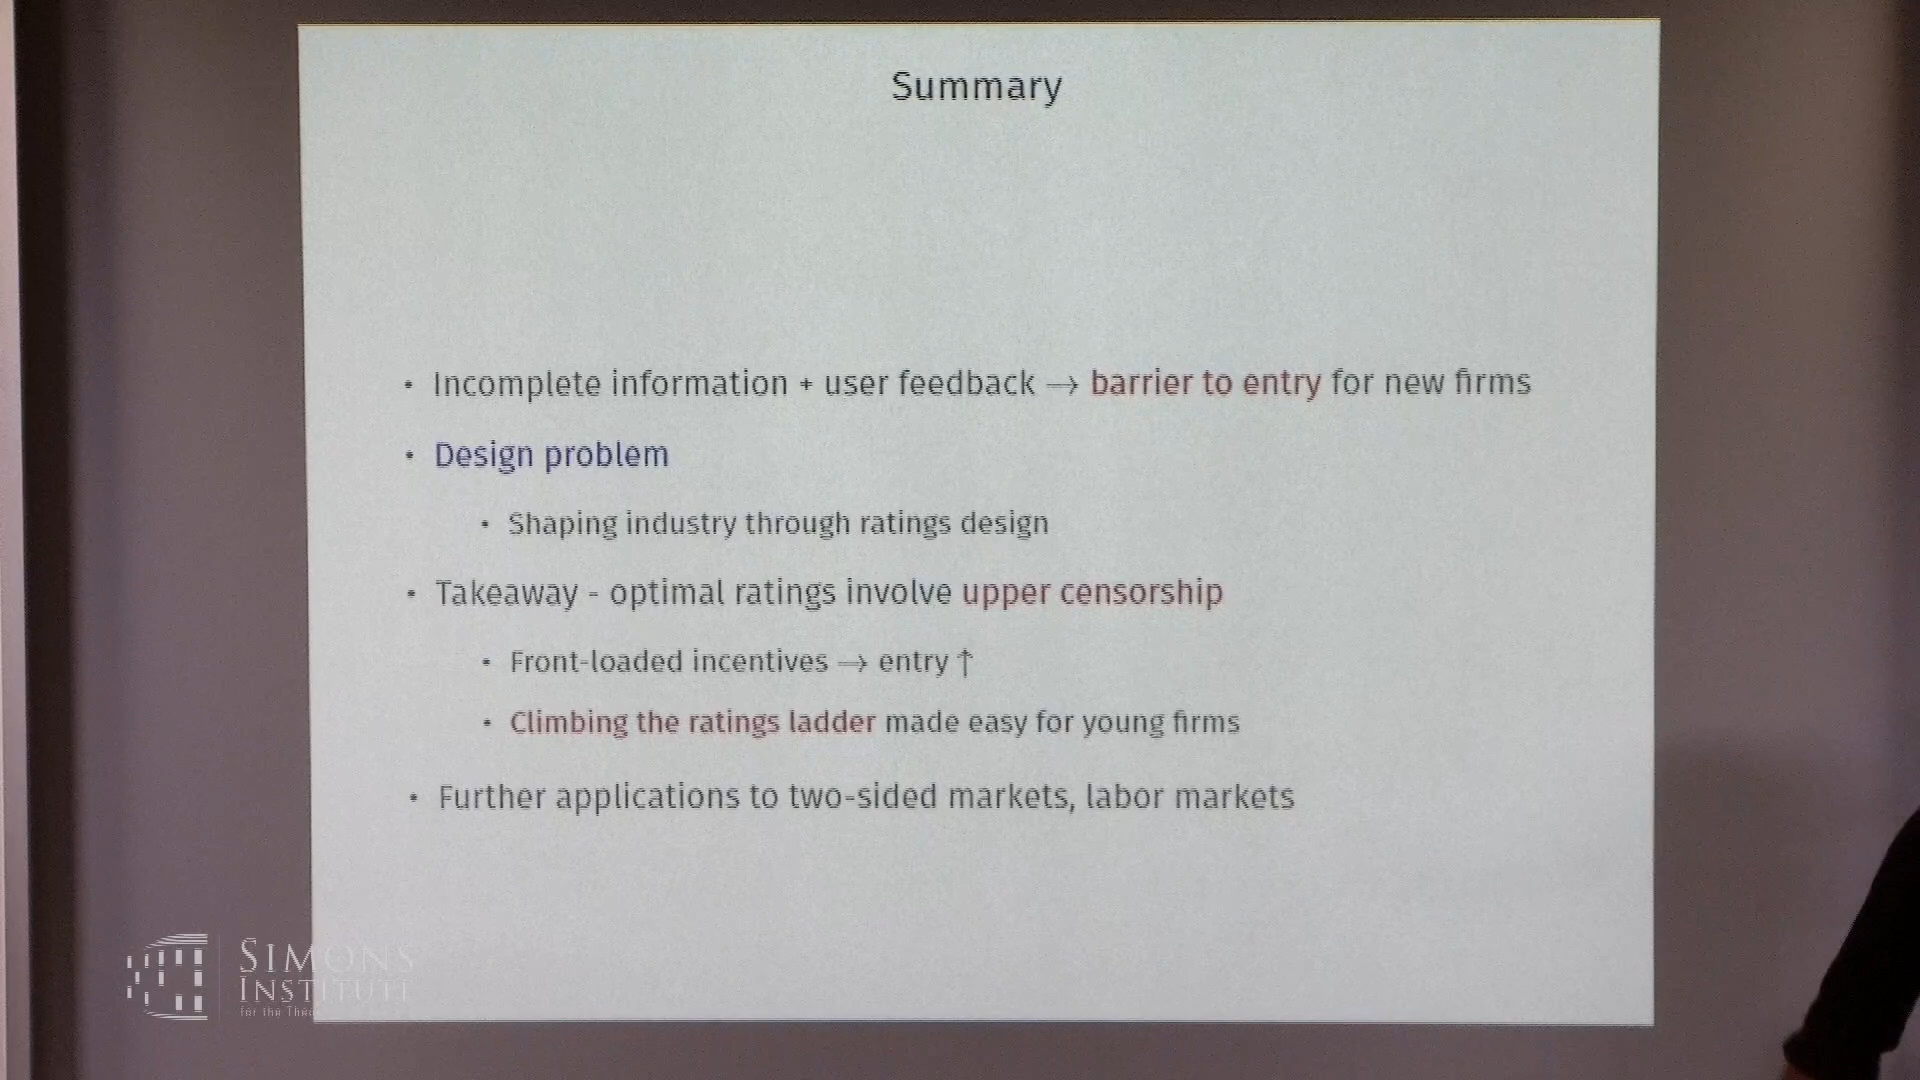 Summary
• Incomplete information + user feedback → barrier to entry for new firms
• Design problem
• Shaping industry through ratings design
• Takeaway - optimal ratings involve upper censorship
• Front-loaded incentives → entry ↑
• Climbing the ratings ladder made easy for young firms
• Further applications to two-sided markets, labor markets
SIMONS
INSTITUTE
for the